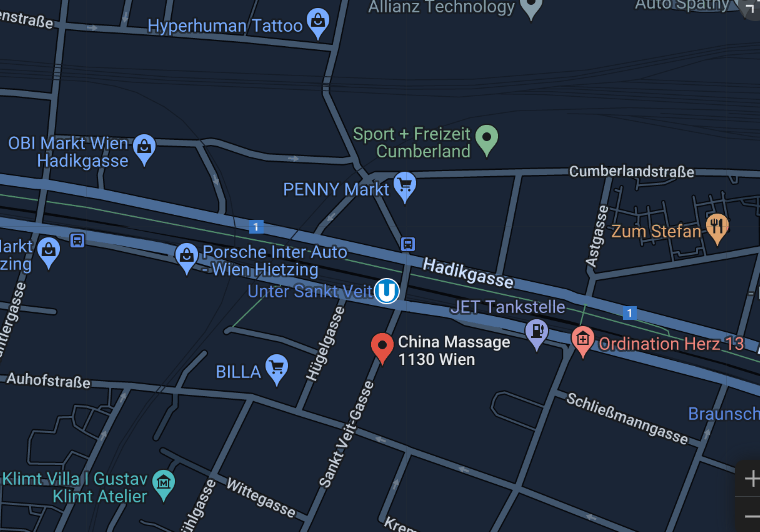 Hyperhuman Tattoo
Allianz Technology
Auto Spathy
OBI Markt Wien
Hadikgasse
Sport + Freizeit
Cumberland
Cumberlandstraße
PENNY Markt
1
Zum Stefan
Astgasse
Porsche Inter Auto
- Wien Hietzing
Hadikgasse
Unter Sankt Veit
U
JET Tankstelle
1
China Massage
1130 Wien
Ordination Herz 13
Hügelgasse
BILLA
Auhofstraße
Sankt-Veit-Gasse
Schließmanngasse
Klimt Villa | Gustav
Klimt Atelier
Wittegasse